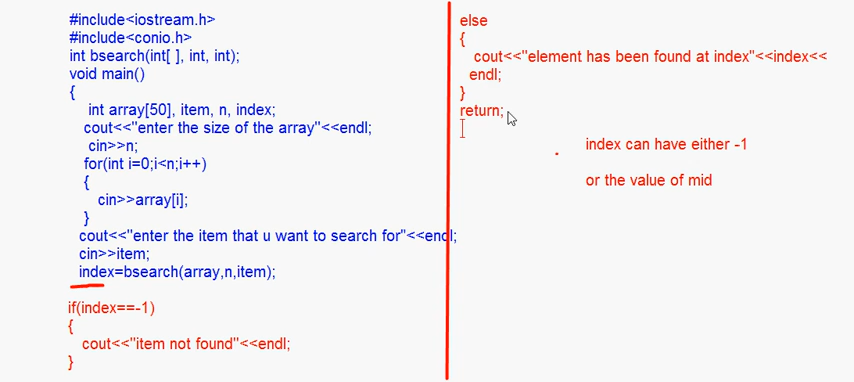 #include<iostream.h>
#include<conio.h>
int bsearch(int[ ], int, int);
void main()
{
int array[50], item, n, index;
cout<<"enter the size of the array"<<endl;
cin>>n;
for(int i=0;i<n;i++)
{
cin>>array[i];
}
cout<<"enter the item that u want to search for"<<endl;
cin>>item;
index=bsearch(array,n,item);
if(index==-1)
{
cout<<"item not found"<<endl;
}
else
{
cout<<"element has been found at index"<<index<<
endl;
}
return;
index can have either -1
or the value of mid